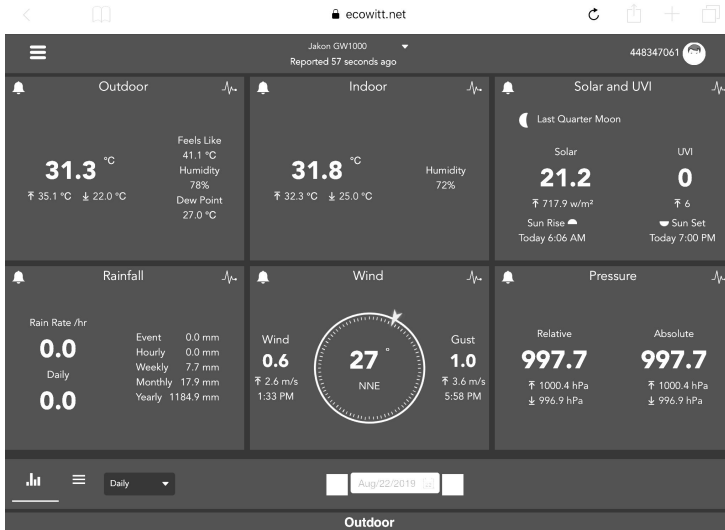 ecowitt.net
Jakon GW1000
Reported 57 seconds ago
448347061
Outdoor
31.3 °C
35.1 °C 22.0 °C
Feels Like
41.1 °C
Humidity
78%
Dew Point
27.0 °C
Indoor
31.8 °C
32.3 °C 25.0 °C
Humidity
72%
Solar and UVI
Last Quarter Moon
Solar
21.2
717.9 w/m²
UVI
0
6
Sun Rise
Today 6:06 AM
Sun Set
Today 7:00 PM
Rainfall
Rain Rate /hr
0.0
Daily
0.0
Event 0.0 mm
Hourly 0.0 mm
Weekly 7.7 mm
Monthly 17.9 mm
Yearly 1184.9 mm
Wind
Wind
0.6
2.6 m/s
1:33 PM
27 °
NNE
Gust
1.0
3.6 m/s
5:58 PM
Pressure
Relative
997.7
1000.4 hPa
996.9 hPa
Absolute
997.7
1000.4 hPa
996.9 hPa
Daily
Aug/22/2019
Outdoor